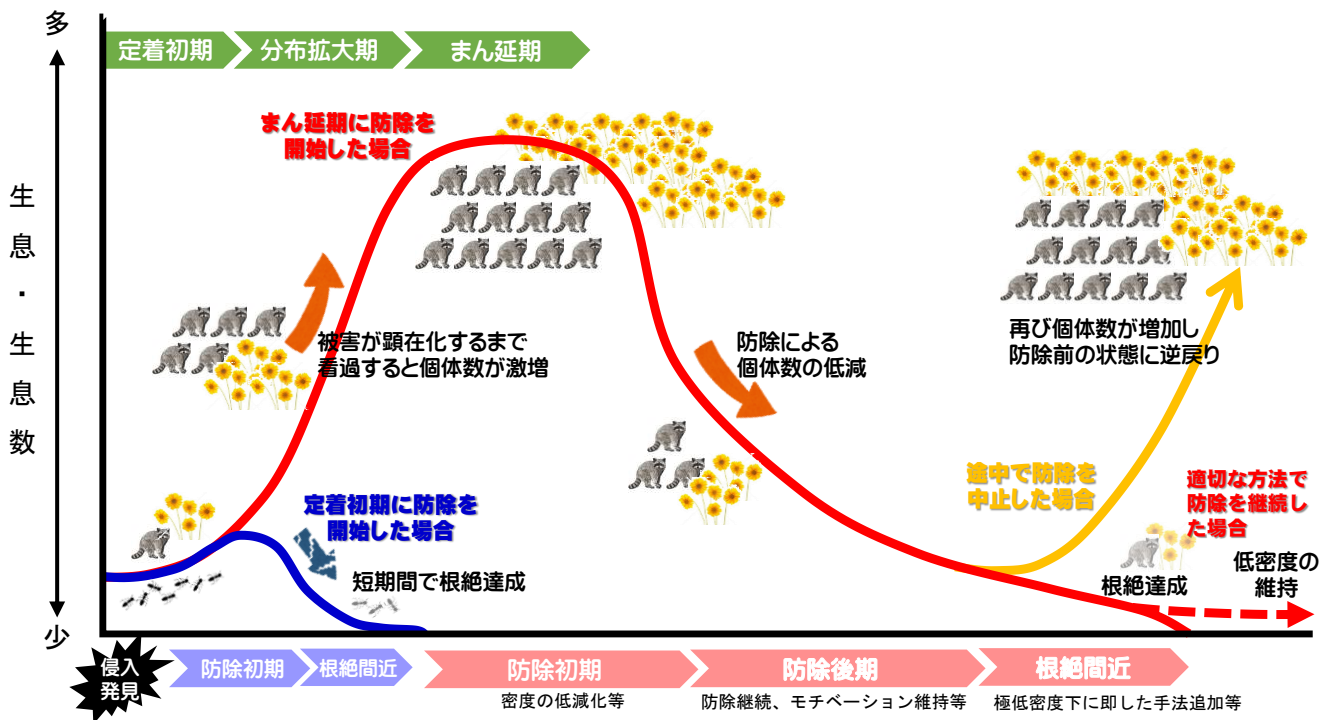 多
定着初期
分布拡大期
まん延期
まん延期に防除を
開始した場合
生息・生息数
被害が顕在化するまで
看過すると個体数が激増
防除による
個体数の低減
再び個体数が増加し
防除前の状態に逆戻り
定着初期に防除を
開始した場合
短期間で根絶達成
途中で防除を
中止した場合
適切な方法で
防除を継続し
た場合
根絶達成
低密度の
維持
少
侵入
発見
防除初期
根絶間近
防除初期
防除後期
根絶間近
密度の低減化等
防除継続、モチベーション維持等
極低密度下に即した手法追加等